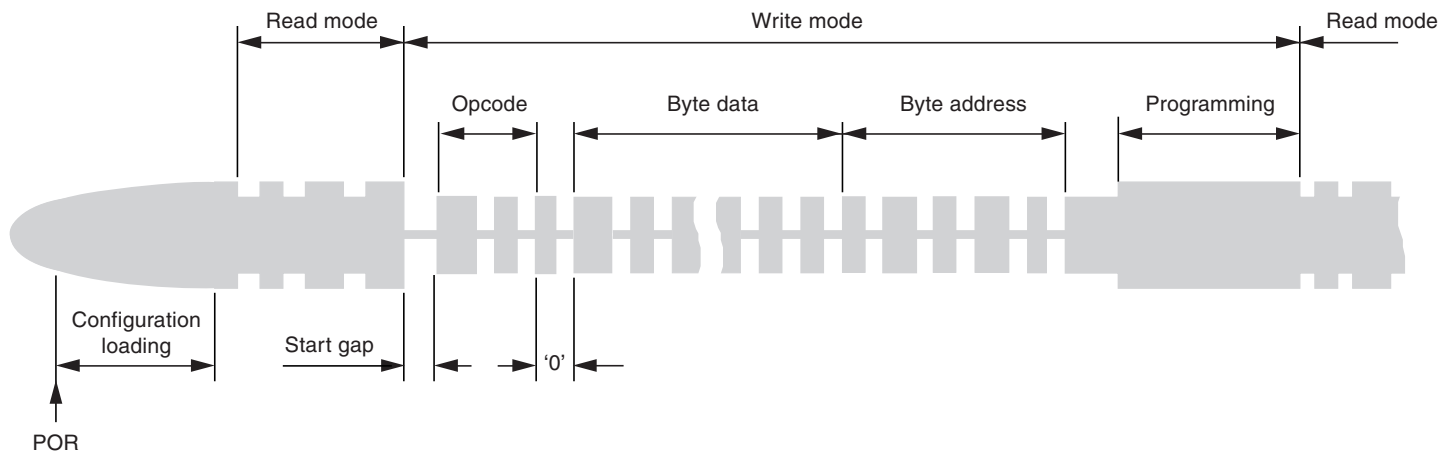 Read mode
Write mode
Read mode
Opcode
Byte data
Byte address
Programming
Configuration
loading
Start gap
‘0’
POR